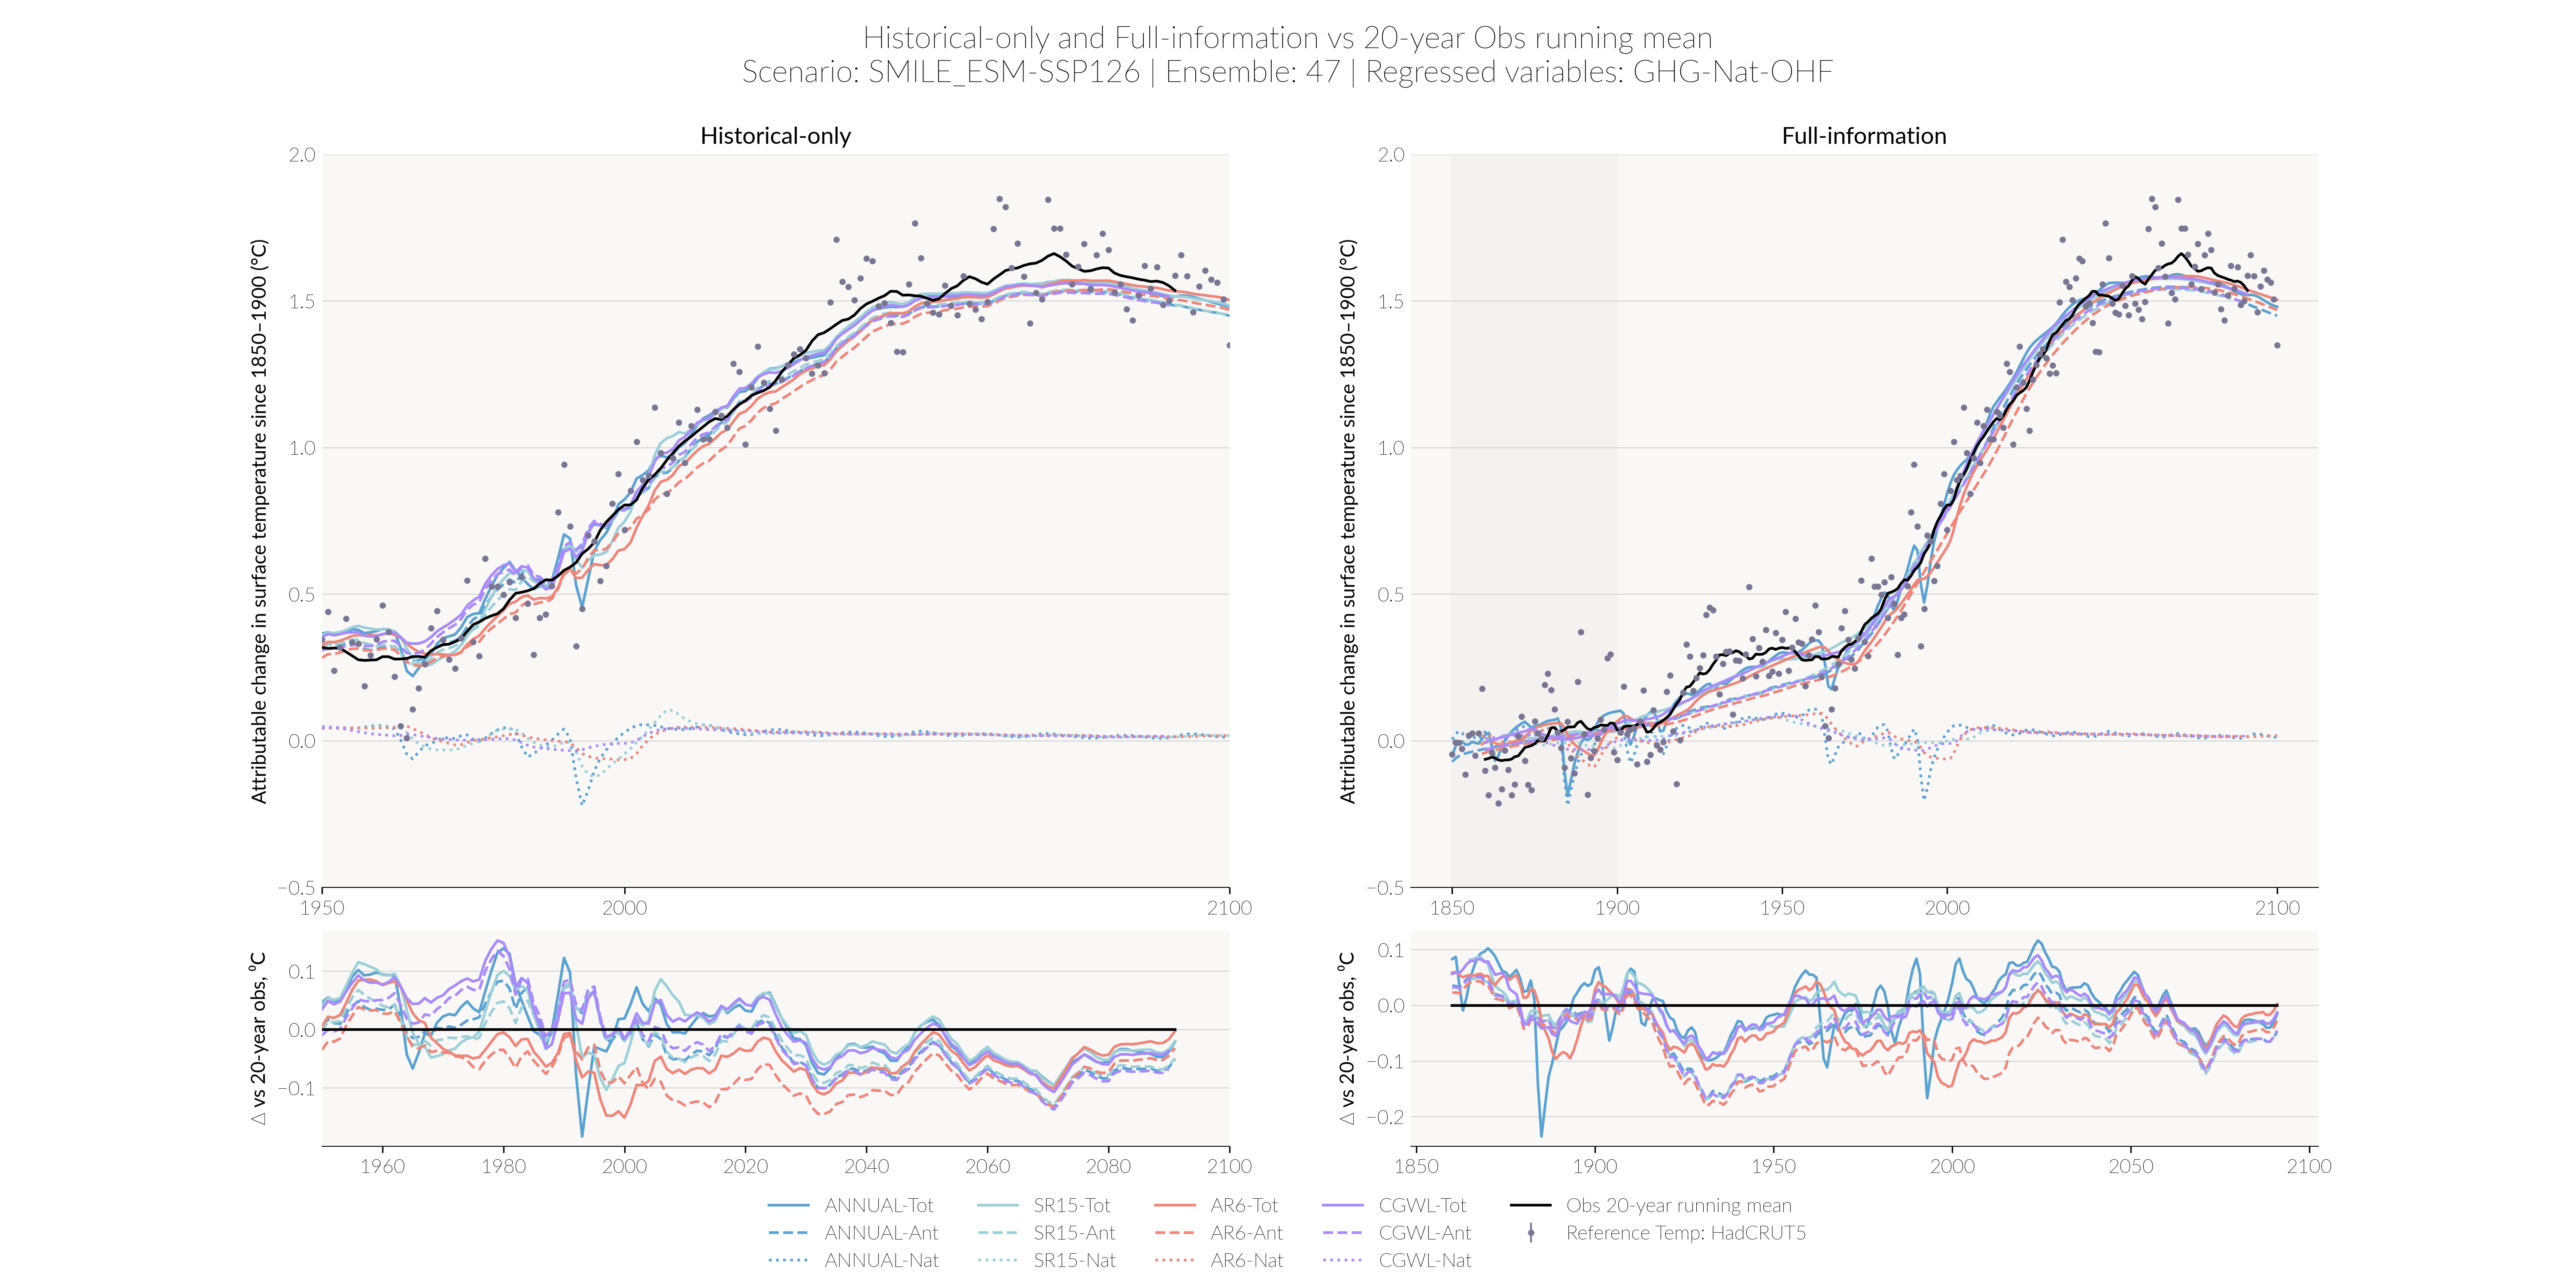 Historical-only and Full-information vs 20-year Obs running mean
Scenario: SMILE_ESM-SSP126 | Ensemble: 47 | Regressed variables: GHG-Nat-OHF
Historical-only
Attributable change in surface temperature since 1850–1900 (°C)
2.0
1.5
1.0
0.5
0.0
−0.5
1950
2000
2100
Full-information
Attributable change in surface temperature since 1850–1900 (°C)
2.0
1.5
1.0
0.5
0.0
−0.5
1850
1900
1950
2000
2100
△ vs 20-year obs, ⁰C
0.1
0.0
−0.1
1960
1980
2000
2020
2040
2060
2080
2100
△ vs 20-year obs, ⁰C
0.1
0.0
−0.1
−0.2
1850
1900
1950
2000
2050
2100
ANNUAL-Tot
ANNUAL-Ant
ANNUAL-Nat
SR15-Tot
SR15-Ant
SR15-Nat
AR6-Tot
AR6-Ant
AR6-Nat
CGWL-Tot
CGWL-Ant
CGWL-Nat
Obs 20-year running mean
Reference Temp: HadCRUT5